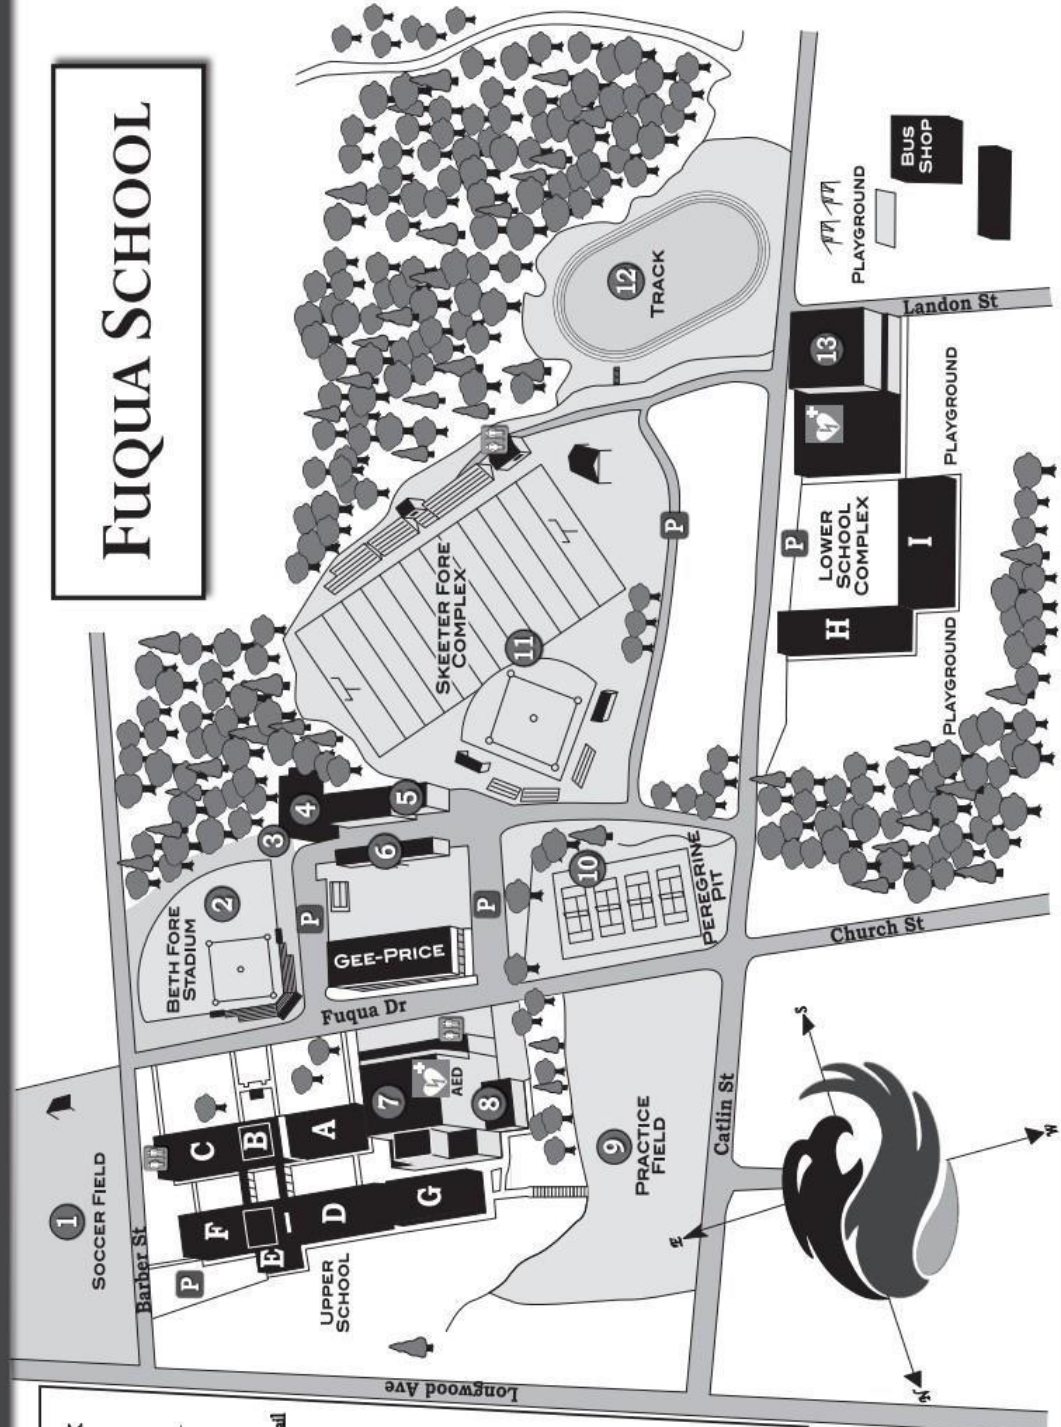 FUQUA SCHOOL
BUS
SHOP
PLAYGROUND
12
TRACK
Landon St
13
PLAYGROUND
P
P
LOWER
SCHOOL
COMPLEX
I
H
PLAYGROUND
SKEETER FORE
COMPLEX
11
5
4
3
6
2
BETH FORE
STADIUM
P
P
10
PEREGRINE
PIT
GEE-PRICE
Church St
Fuqua Dr
7
AED
8
A
B
C
D
E
F
G
UPPER
SCHOOL
P
1
SOCCER FIELD
Barber St
9
PRACTICE
FIELD
Catlin St
Longwood Ave
S
W
E
N